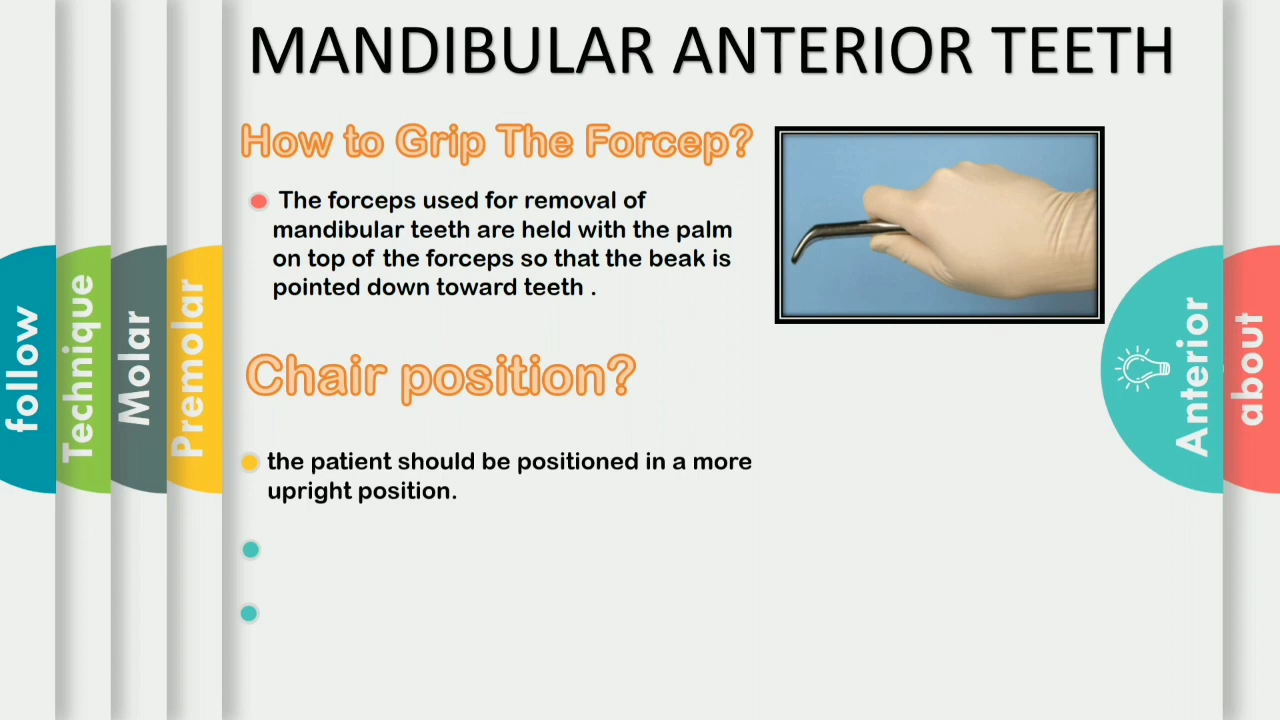 MANDIBULAR ANTERIOR TEETH
How to Grip The Forcep?
The forceps used for removal of
mandibular teeth are held with the palm
on top of the forceps so that the beak is
pointed down toward teeth .
Chair position?
the patient should be positioned in a more
upright position.
follow
Technique
Molar
Premolar
Anterior
about